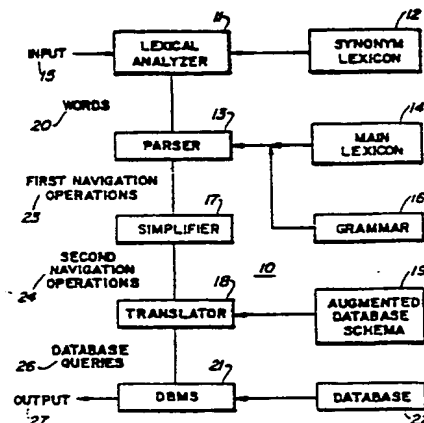 11
12
INPUT
LEXICAL
ANALYZER
SYNONYM
LEXICON
15
WORDS
20
13
14
PARSER
MAIN
LEXICON
FIRST NAVIGATION
OPERATIONS
23
17
16
SIMPLIFIER
GRAMMAR
SECOND
NAVIGATION
OPERATIONS
24
10
18
19
TRANSLATOR
AUGMENTED
DATABASE
SCHEMA
DATABASE
QUERIES
26
21
OUTPUT
DBMS
DATABASE
27
22